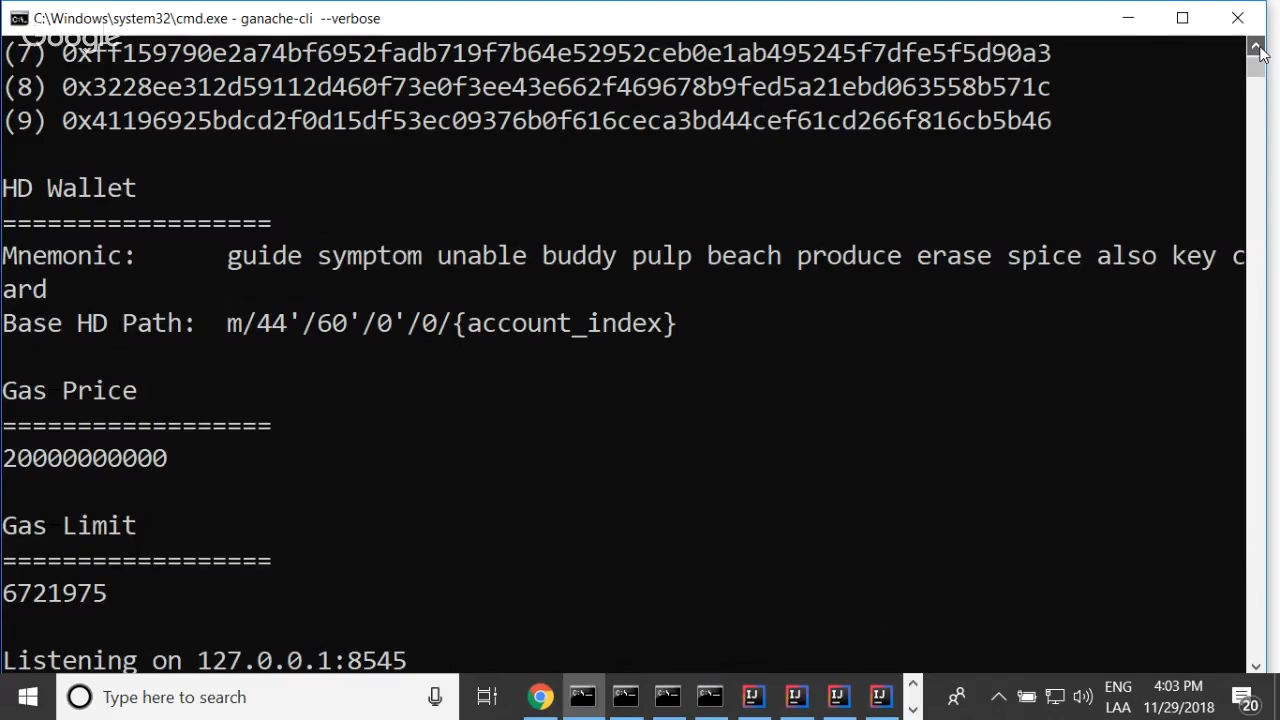 C:\Windows\system32\cmd.exe - ganache-cli --verbose
Google
(7) 0xff159790e2a74bf6952fadb719f7b64e52952ceb0e1ab495245f7dfe5f5d90a3
(8) 0x3228ee312d59112d460f73e0f3ee43e662f469678b9fed5a21ebd063558b571c
(9) 0x41196925bdcd2f0d15df53ec09376b0f616ceca3bd44cef61cd266f816cb5b46
HD Wallet
==================
Mnemonic:      guide symptom unable buddy pulp beach produce erase spice also key c
ard
Base HD Path:  m/44'/60'/0'/0/{account_index}
Gas Price
==================
20000000000
Gas Limit
==================
6721975
Listening on 127.0.0.1:8545
Type here to search
ENG
LAA
4:03 PM
11/29/2018
20